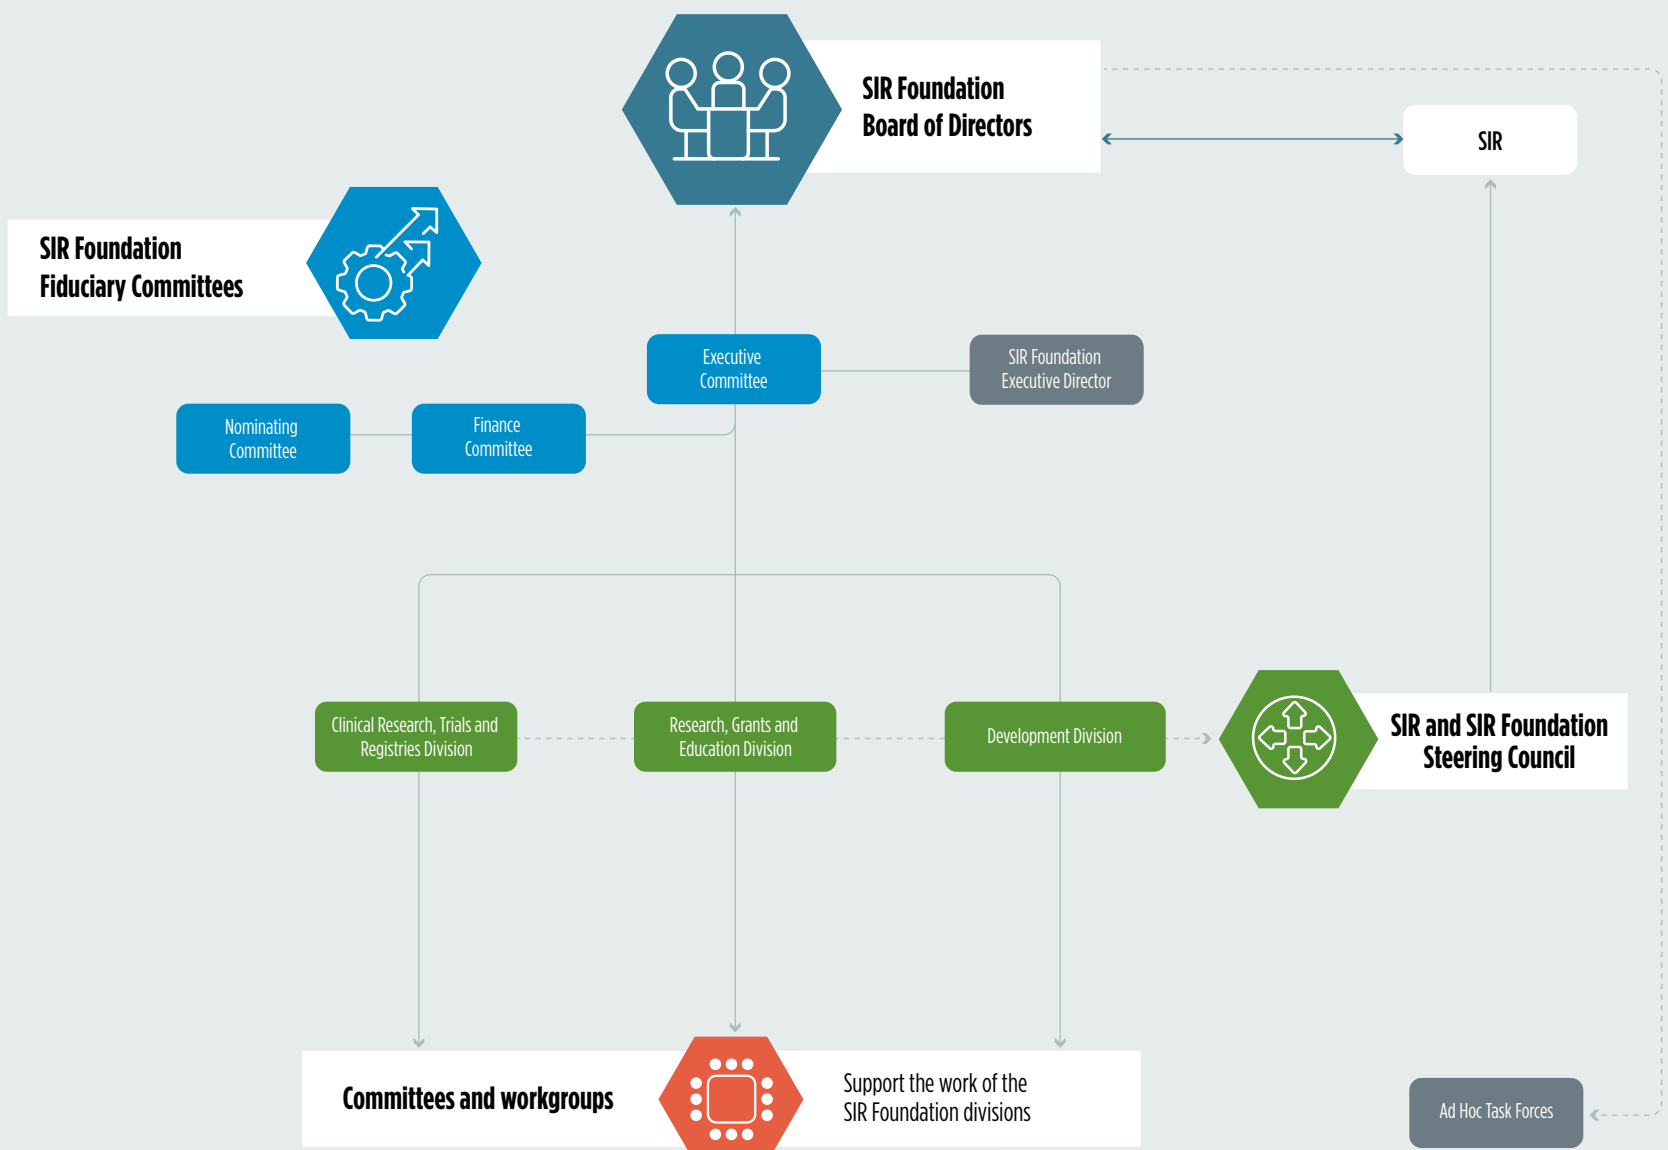 SIR Foundation
Board of Directors
SIR
SIR Foundation
Fiduciary Committees
Executive
Committee
SIR Foundation
Executive Director
Nominating
Committee
Finance
Committee
Clinical Research, Trials and
Registries Division
Research, Grants and
Education Division
Development Division
SIR and SIR Foundation
Steering Council
Committees and workgroups
Support the work of the
SIR Foundation divisions
Ad Hoc Task Forces